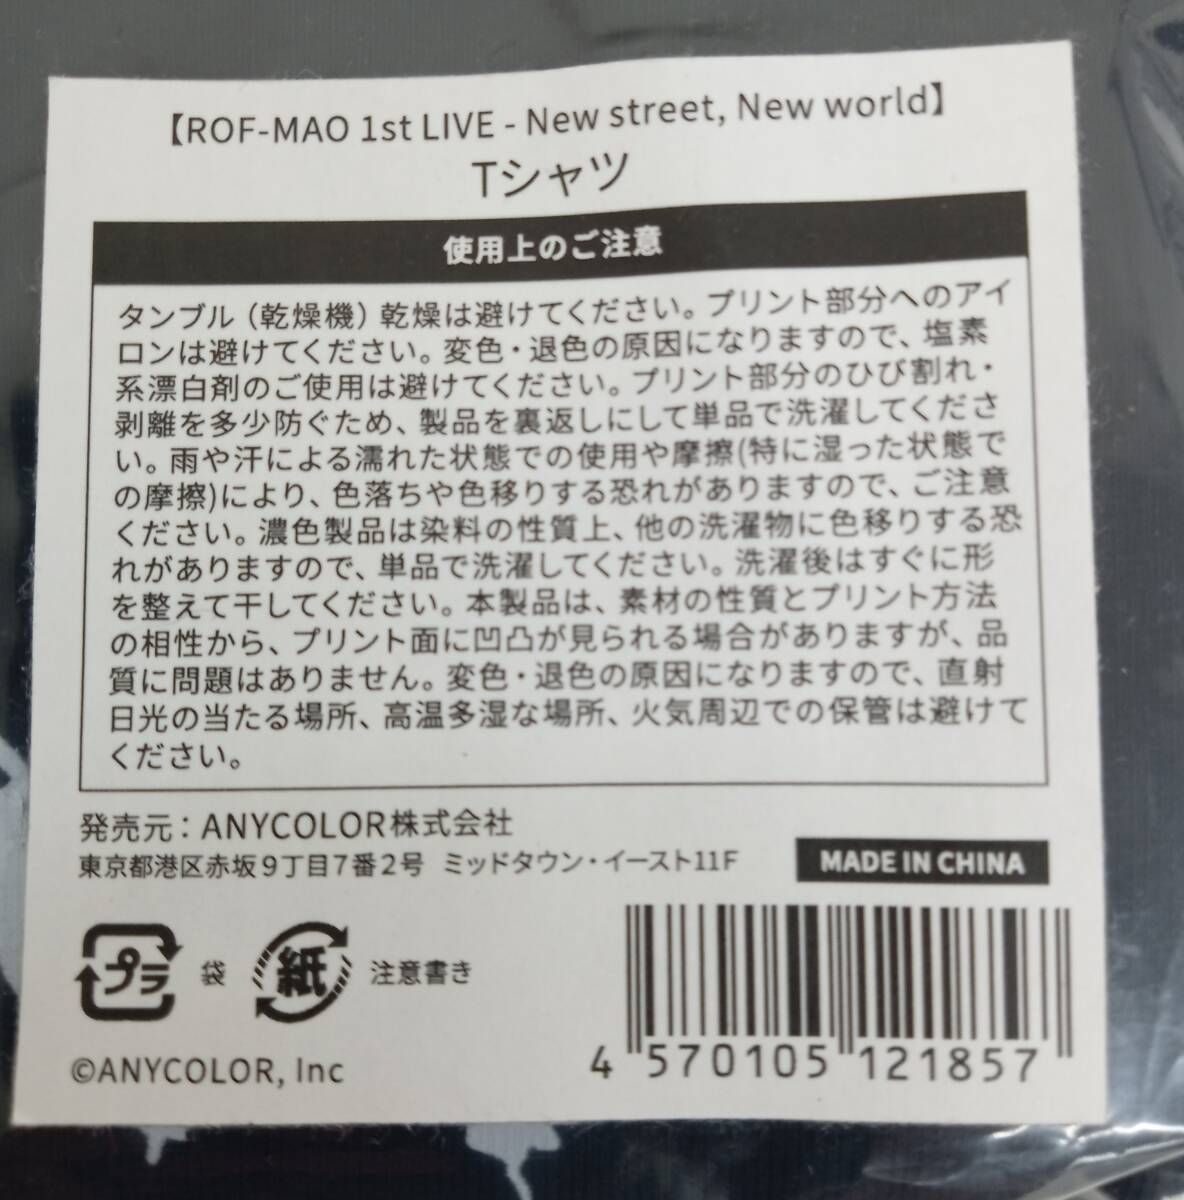 【ROF-MAO 1st LIVE - New street, New world】
Tシャツ
使用上のご注意
タンブル（乾燥機）乾燥は避けてください。プリント部分へのアイ
ロンは避けてください。変色・退色の原因になりますので、塩素
系漂白剤のご使用は避けてください。プリント部分のひび割れ・
剥離を多少防ぐため、製品を裏返しにして単品で洗濯してくださ
い。雨や汗による濡れた状態での使用や摩擦(特に湿った状態で
の摩擦)により、色落ちや色移りする恐れがありますので、ご注意
ください。濃色製品は染料の性質上、他の洗濯物に色移りする恐
れがありますので、単品で洗濯してください。洗濯後はすぐに形
を整えて干してください。本製品は、素材の性質とプリント方法
の相性から、プリント面に凹凸が見られる場合がありますが、品
質に問題はありません。変色・退色の原因になりますので、直射
日光の当たる場所、高温多湿な場所、火気周辺での保管は避けて
ください。
発売元：ANYCOLOR株式会社
東京都港区赤坂9丁目7番2号 ミッドタウン・イースト11F
MADE IN CHINA
プラ 袋 紙 注意書き
©ANYCOLOR, Inc
4 570105 121857